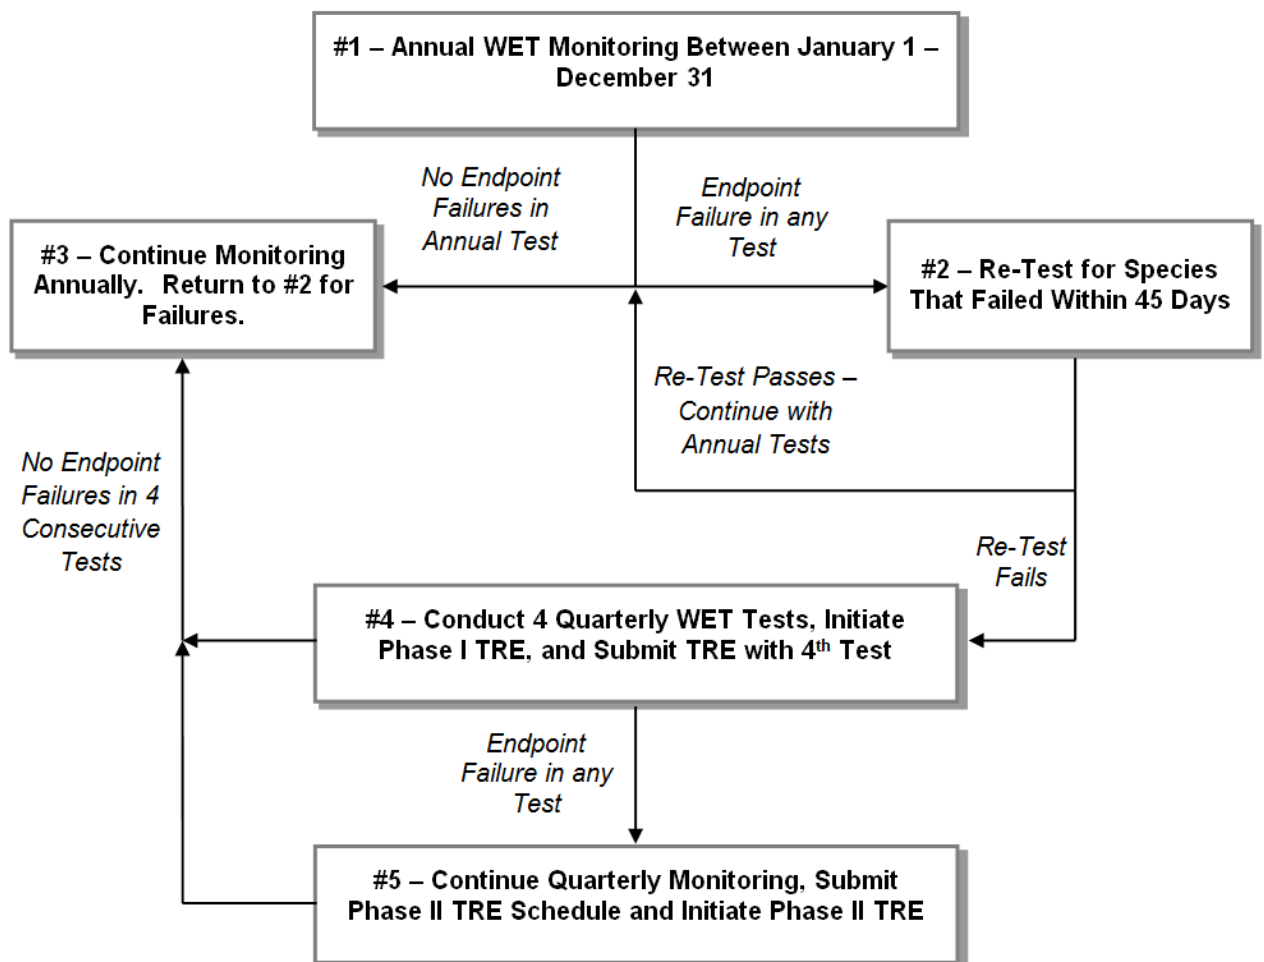 #1 – Annual WET Monitoring Between January 1 –
December 31
No Endpoint
Failures in
Annual Test
Endpoint
Failure in any
Test
#3 – Continue Monitoring
Annually. Return to #2 for
Failures.
#2 – Re-Test for Species
That Failed Within 45 Days
Re-Test Passes –
Continue with
Annual Tests
No Endpoint
Failures in 4
Consecutive
Tests
Re-Test
Fails
#4 – Conduct 4 Quarterly WET Tests, Initiate
Phase I TRE, and Submit TRE with 4th Test
Endpoint
Failure in any
Test
#5 – Continue Quarterly Monitoring, Submit
Phase II TRE Schedule and Initiate Phase II TRE